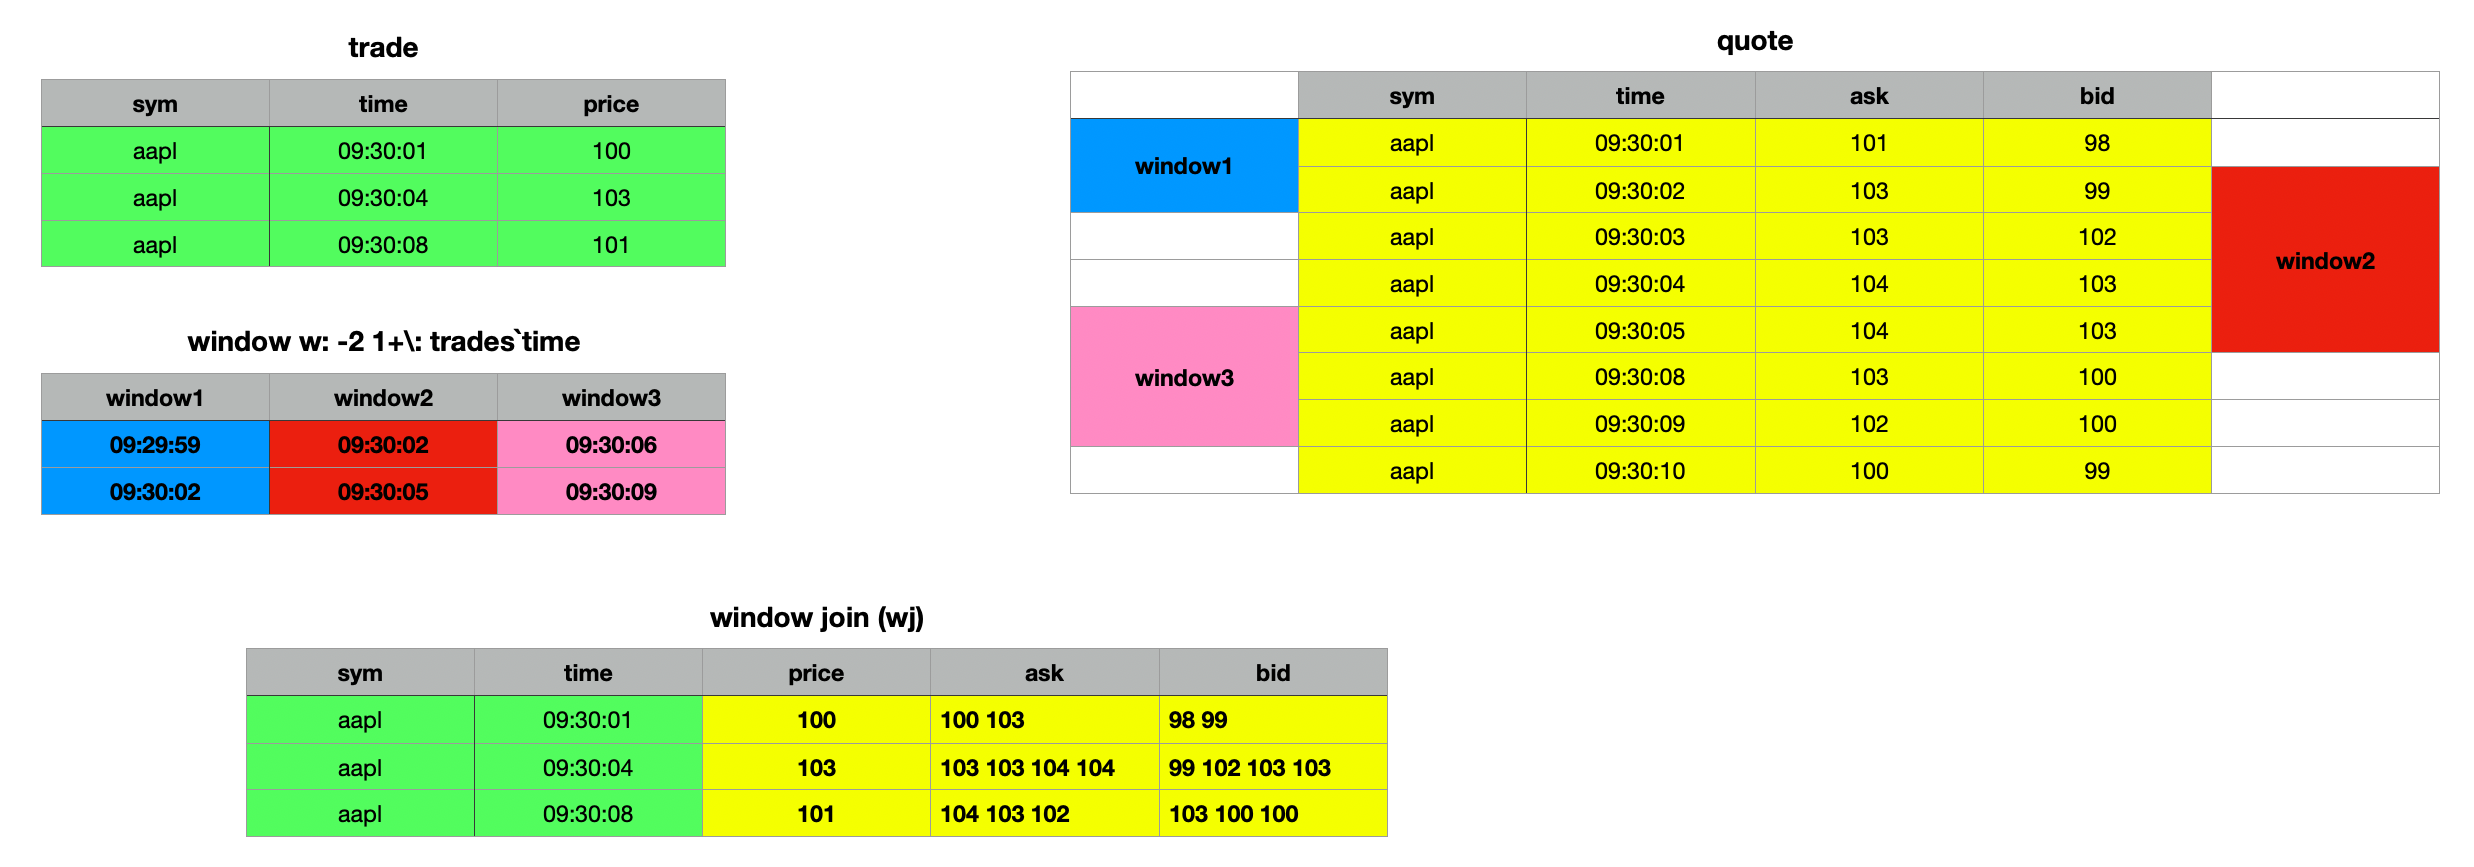 trade
sym time price
aapl 09:30:01 100
aapl 09:30:04 103
aapl 09:30:08 101
window w: -2 1+\: trades`time
window1 window2 window3
09:29:59 09:30:02 09:30:06
09:30:02 09:30:05 09:30:09
quote
sym time ask bid
window1
aapl 09:30:01 101 98
aapl 09:30:02 103 99
aapl 09:30:03 103 102
window2
aapl 09:30:04 104 103
aapl 09:30:05 104 103
window3
aapl 09:30:08 103 100
aapl 09:30:09 102 100
aapl 09:30:10 100 99
window join (wj)
sym time price ask bid
aapl 09:30:01 100 100 103 98 99
aapl 09:30:04 103 103 103 104 104 99 102 103 103
aapl 09:30:08 101 104 103 102 103 100 100